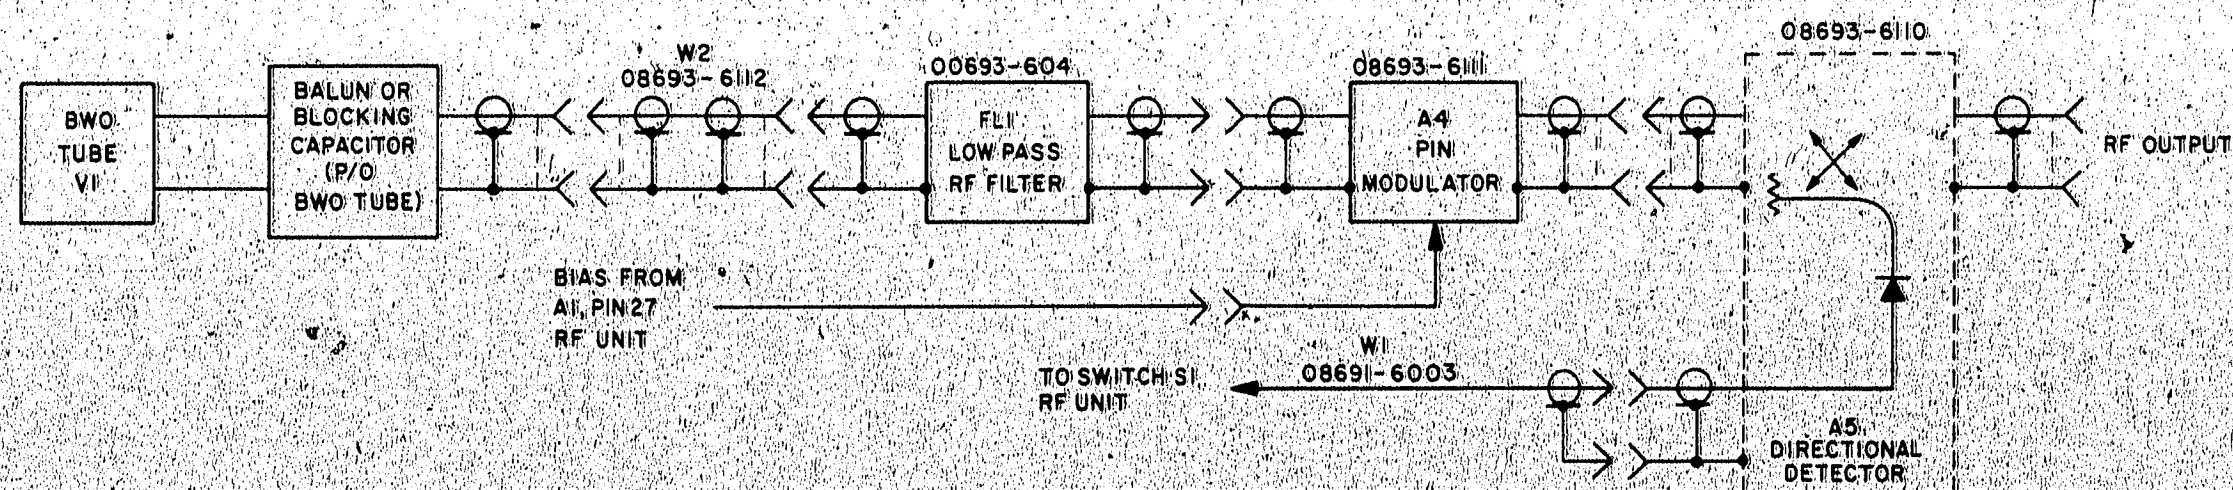 BWO
TUBE
V1
BALUN OR
BLOCKING
CAPACITOR
(P/O
BWO TUBE)
W2
08693-6112
00693-604
FL1
LOW PASS
RF FILTER
08693-6111
A4
PIN
MODULATOR
08693-6110
RF OUTPUT
BIAS FROM
A1, PIN 27
RF UNIT
TO SWITCH S1
RF UNIT
W1
08691-6003
A5
DIRECTIONAL
DETECTOR